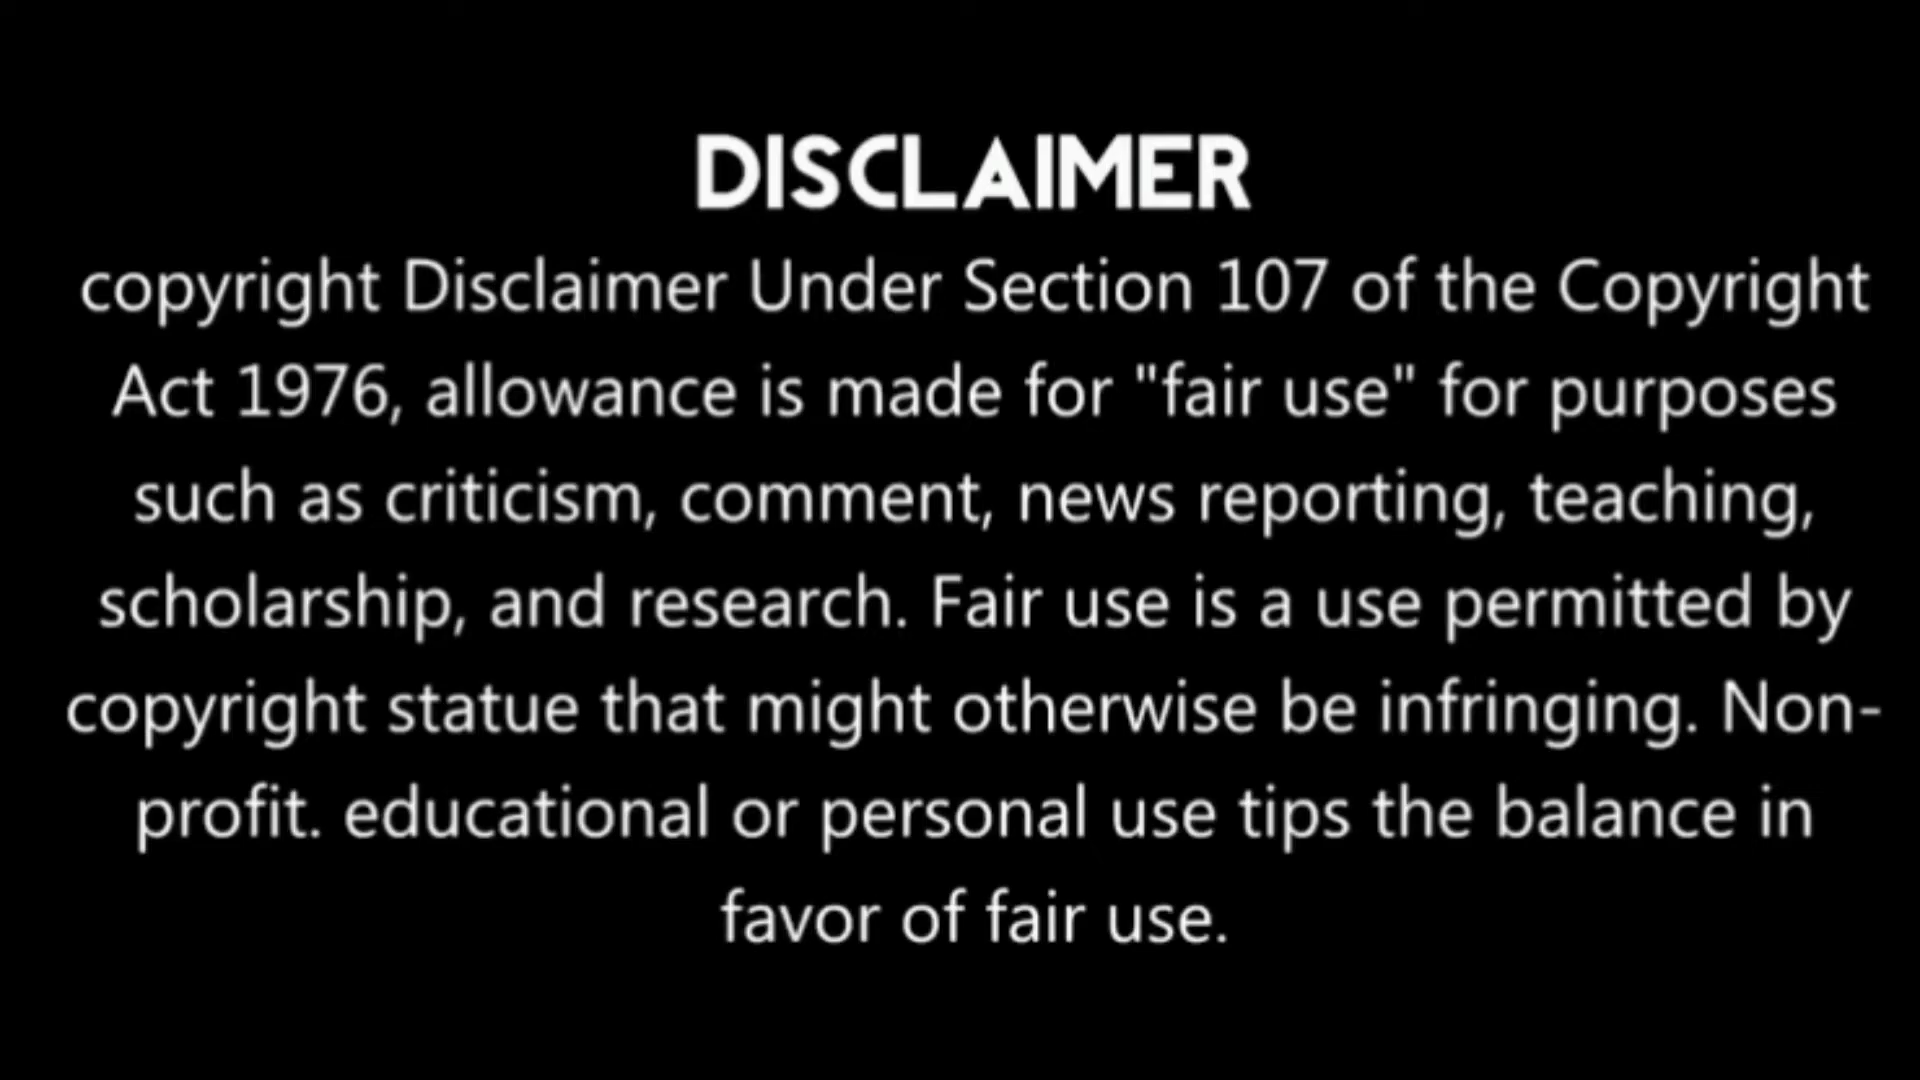 DISCLAIMER
copyright Disclaimer Under Section 107 of the Copyright
Act 1976, allowance is made for "fair use" for purposes
such as criticism, comment, news reporting, teaching,
scholarship, and research. Fair use is a use permitted by
copyright statue that might otherwise be infringing. Non-
profit. educational or personal use tips the balance in
favor of fair use.